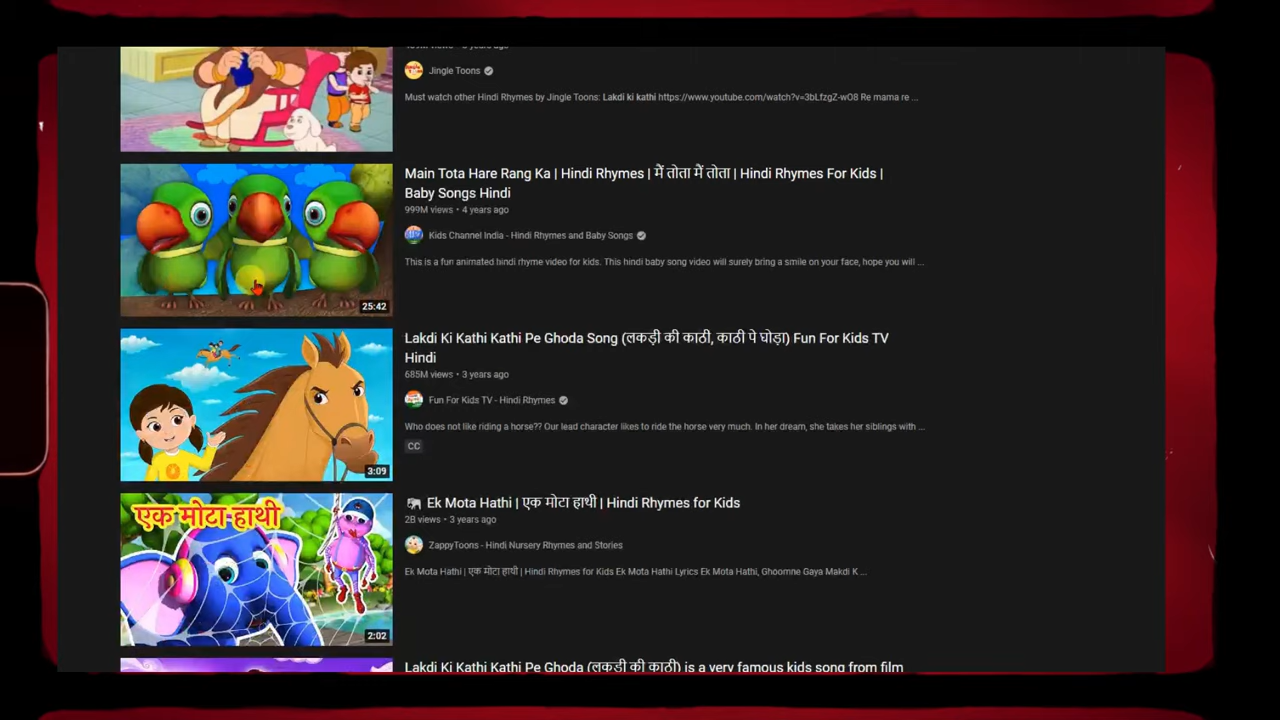 Jingle Toons
Must watch other Hindi Rhymes by Jingle Toons: Lakdi ki kathi https://www.youtube.com/watch?v=3bLfzgZ-wO8 Re mama re ...
Main Tota Hare Rang Ka | Hindi Rhymes | मैं तोता मैं तोता | Hindi Rhymes For Kids |
Baby Songs Hindi
999M views • 4 years ago
Kids Channel India - Hindi Rhymes and Baby Songs
This is a fun animated hindi rhyme video for kids. This hindi baby song video will surely bring a smile on your face, hope you will ...
25:42
Lakdi Ki Kathi Kathi Pe Ghoda Song (लकड़ी की काठी, काठी पे घोड़ा) Fun For Kids TV
Hindi
685M views • 3 years ago
Fun For Kids TV - Hindi Rhymes
Who does not like riding a horse?? Our lead character likes to ride the horse very much. In her dream, she takes her siblings with ...
CC
3:09
एक मोटा हाथी
Ek Mota Hathi | एक मोटा हाथी | Hindi Rhymes for Kids
2B views • 3 years ago
ZappyToons - Hindi Nursery Rhymes and Stories
Ek Mota Hathi | एक मोटा हाथी | Hindi Rhymes for Kids Ek Mota Hathi Lyrics Ek Mota Hathi, Ghoomne Gaya Makdi K ...
2:02
Lakdi Ki Kathi Kathi Pe Ghoda (लकड़ी की काठी) is a very famous kids song from film